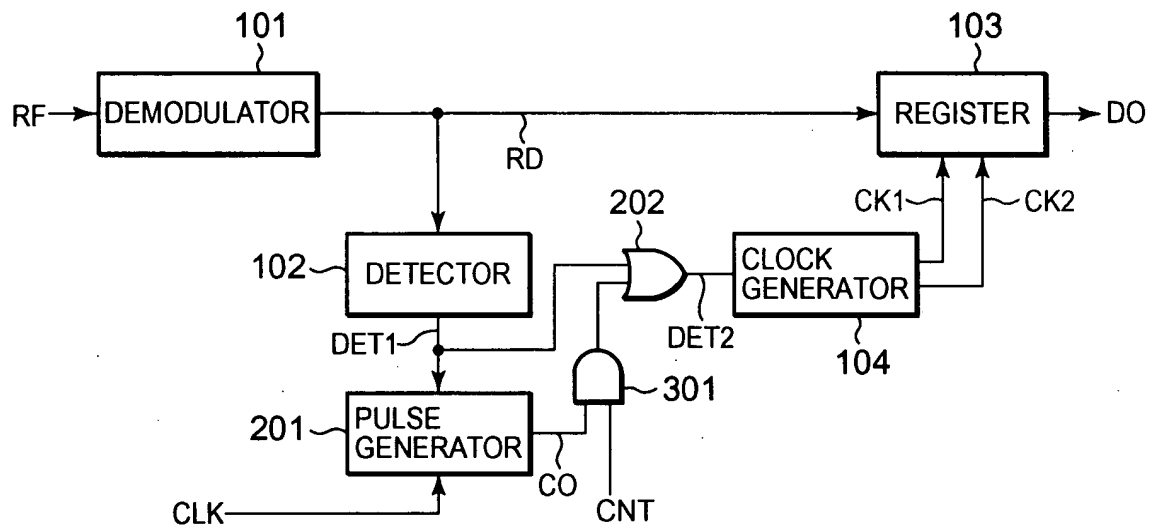 101
103
RF
DEMODULATOR
REGISTER
DO
RD
CK1
CK2
202
102
DETECTOR
CLOCK
GENERATOR
DET1
DET2
104
301
201
PULSE
GENERATOR
CO
CNT
CLK